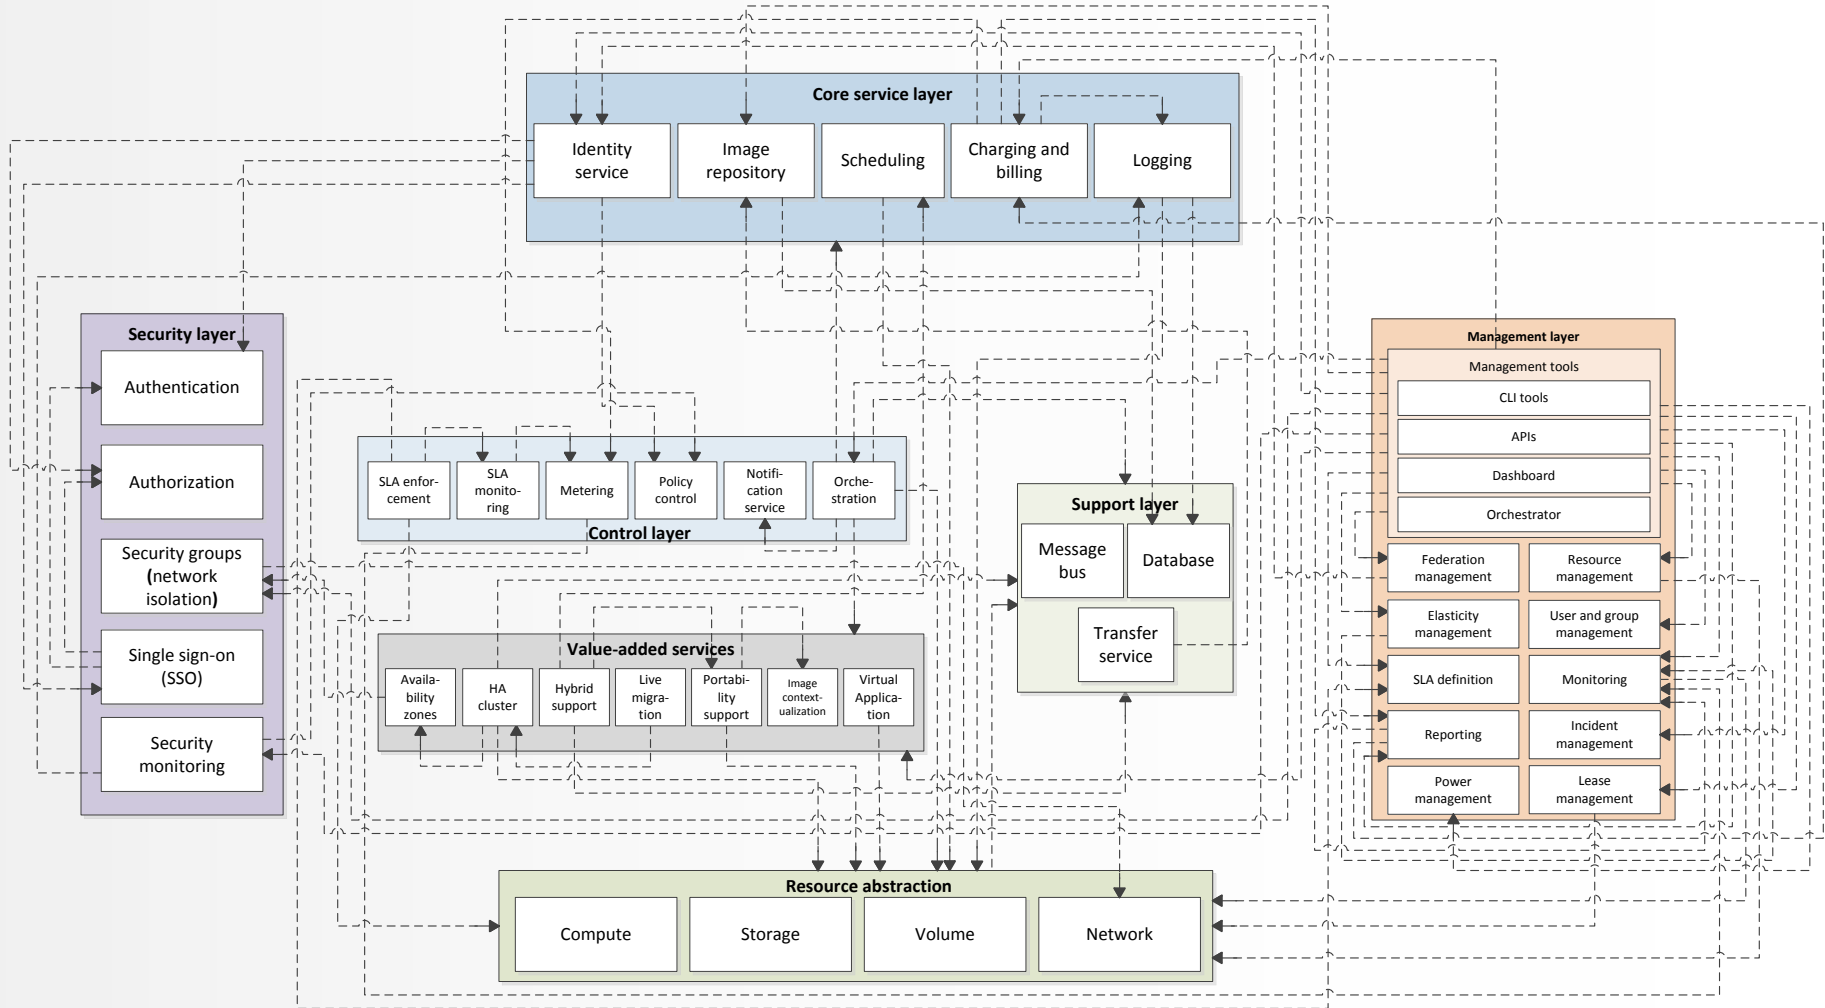 Core service layer
Identity
service
Image
repository
Scheduling
Charging and
billing
Logging
Security layer
Authentication
Authorization
Security groups
(network
isolation)
Single sign-on
(SSO)
Security
monitoring
SLA enfor-
cement
SLA
monito-
ring
Metering
Policy
control
Notifi-
cation
service
Orche-
stration
Control layer
Value-added services
Availa-
bility
zones
HA
cluster
Hybrid
support
Live
migra-
tion
Portabi-
lity
support
Image
context-
ualization
Virtual
Applica-
tion
Support layer
Message
bus
Database
Transfer
service
Management layer
Management tools
CLI tools
APIs
Dashboard
Orchestrator
Federation
management
Resource
management
Elasticity
management
User and group
management
SLA definition
Monitoring
Reporting
Incident
management
Power
management
Lease
management
Resource abstraction
Compute
Storage
Volume
Network